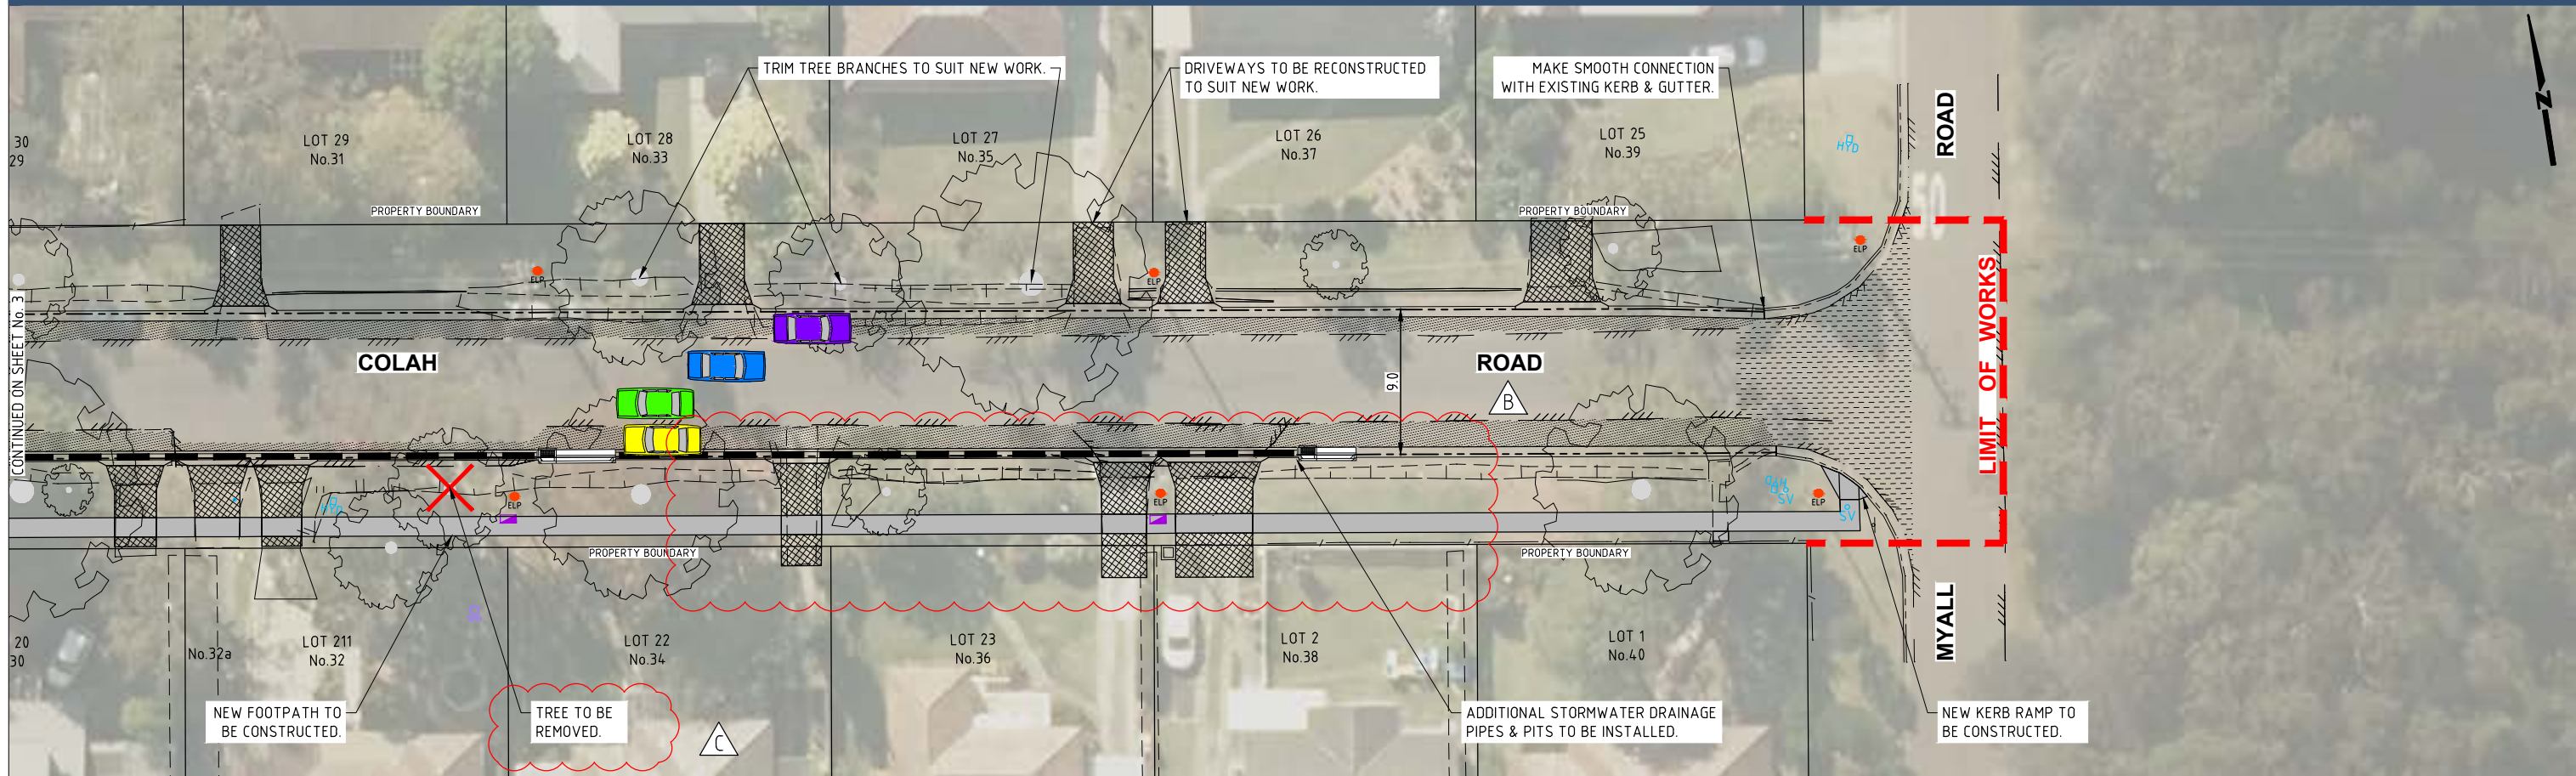 TRIM TREE BRANCHES TO SUIT NEW WORK.
DRIVEWAYS TO BE RECONSTRUCTED
TO SUIT NEW WORK.
MAKE SMOOTH CONNECTION
WITH EXISTING KERB & GUTTER.
ROAD
N
30
29
LOT 29
No.31
LOT 28
No.33
LOT 27
No.35
LOT 26
No.37
LOT 25
No.39
HYD
50
PROPERTY BOUNDARY
PROPERTY BOUNDARY
ELP
ELP
ELP
CONTINUED ON SHEET No. 3
COLAH
ROAD
9.0
B
LIMIT OF WORKS
HYD
ELP
ELP
HYD
SV
ELP
SV
PROPERTY BOUNDARY
PROPERTY BOUNDARY
20
30
No.32a
LOT 211
No.32
LOT 22
No.34
LOT 23
No.36
LOT 2
No.38
LOT 1
No.40
MYALL
NEW FOOTPATH TO
BE CONSTRUCTED.
TREE TO BE
REMOVED.
C
ADDITIONAL STORMWATER DRAINAGE
PIPES & PITS TO BE INSTALLED.
NEW KERB RAMP TO
BE CONSTRUCTED.